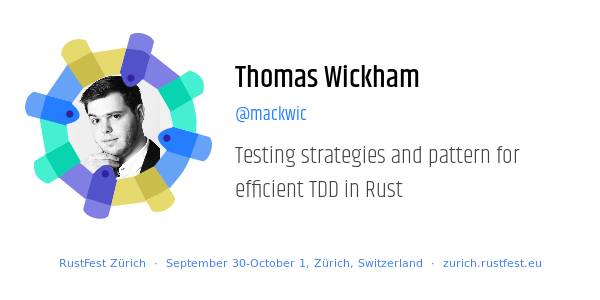 Thomas Wickham
@mackwic
Testing strategies and pattern for
efficient TDD in Rust
RustFest Zürich · September 30-October 1, Zürich, Switzerland · zurich.rustfest.eu